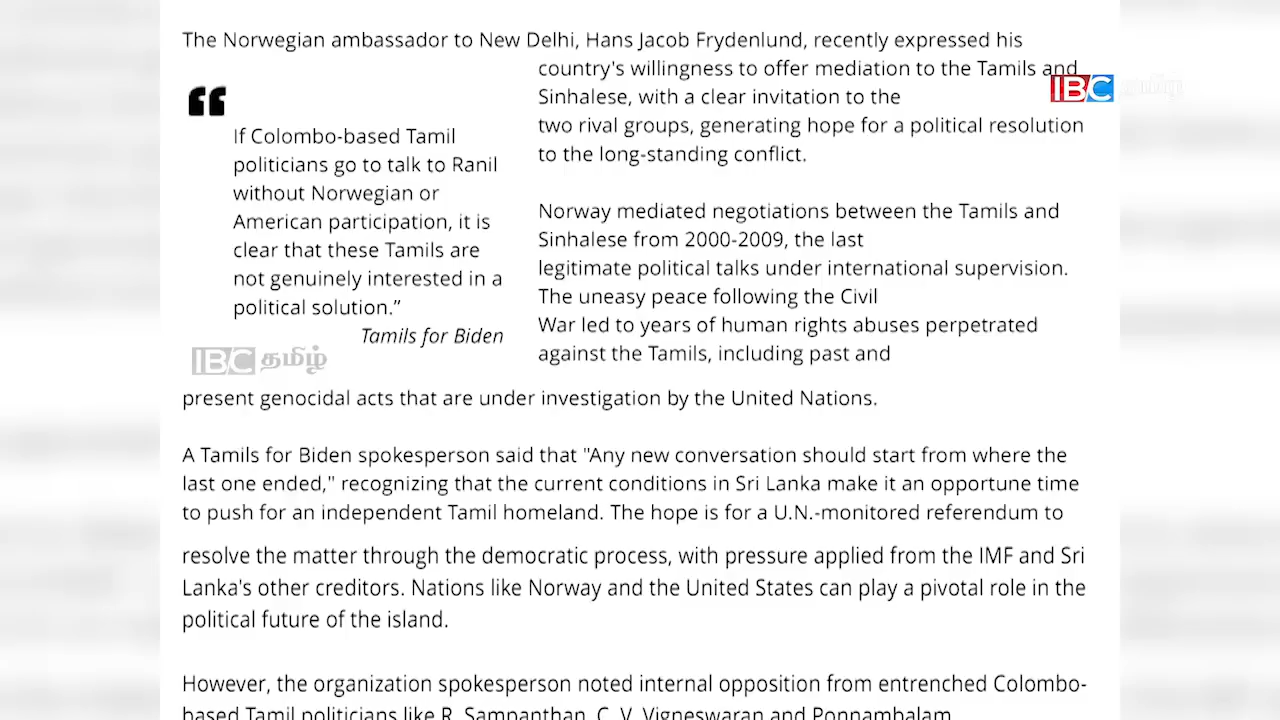 The Norwegian ambassador to New Delhi, Hans Jacob Frydenlund, recently expressed his
country's willingness to offer mediation to the Tamils and
Sinhalese, with a clear invitation to the
two rival groups, generating hope for a political resolution
to the long-standing conflict.
IBC தமிழ்
“
If Colombo-based Tamil
politicians go to talk to Ranil
without Norwegian or
American participation, it is
clear that these Tamils are
not genuinely interested in a
political solution.”
Tamils for Biden
IBC தமிழ்
Norway mediated negotiations between the Tamils and
Sinhalese from 2000-2009, the last
legitimate political talks under international supervision.
The uneasy peace following the Civil
War led to years of human rights abuses perpetrated
against the Tamils, including past and
present genocidal acts that are under investigation by the United Nations.
A Tamils for Biden spokesperson said that "Any new conversation should start from where the
last one ended," recognizing that the current conditions in Sri Lanka make it an opportune time
to push for an independent Tamil homeland. The hope is for a U.N.-monitored referendum to
resolve the matter through the democratic process, with pressure applied from the IMF and Sri
Lanka's other creditors. Nations like Norway and the United States can play a pivotal role in the
political future of the island.
However, the organization spokesperson noted internal opposition from entrenched Colombo-
based Tamil politicians like R. Sampanthan, C. V. Vigneswaran and Ponnambalam